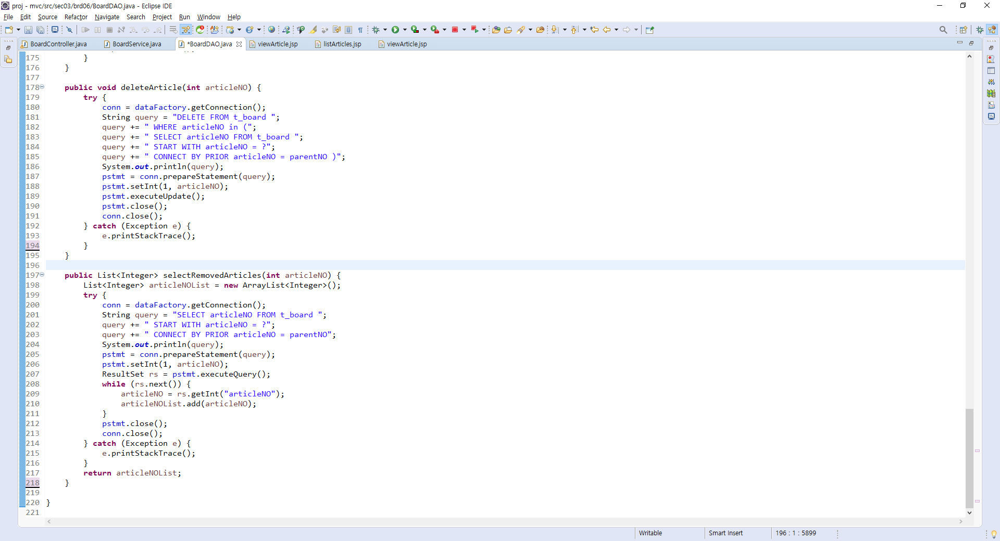 proj - mvc/src/sec03/brd06/BoardDAO.java - Eclipse IDE
File Edit Source Refactor Navigate Search Project Run Window Help
BoardController.java BoardService.java *BoardDAO.java viewArticle.jsp listArticles.jsp viewArticle.jsp
175 }
176 }
177
178 public void deleteArticle(int articleNO) {
179 try {
180 conn = dataFactory.getConnection();
181 String query = "DELETE FROM t_board ";
182 query += " WHERE articleNO in (";
183 query += " SELECT articleNO FROM t_board ";
184 query += " START WITH articleNO = ?";
185 query += " CONNECT BY PRIOR articleNO = parentNO )";
186 System.out.println(query);
187 pstmt = conn.prepareStatement(query);
188 pstmt.setInt(1, articleNO);
189 pstmt.executeUpdate();
190 pstmt.close();
191 conn.close();
192 } catch (Exception e) {
193 e.printStackTrace();
194 }
195 }
196
197 public List<Integer> selectRemovedArticles(int articleNO) {
198 List<Integer> articleNOList = new ArrayList<Integer>();
199 try {
200 conn = dataFactory.getConnection();
201 String query = "SELECT articleNO FROM t_board ";
202 query += " START WITH articleNO = ?";
203 query += " CONNECT BY PRIOR articleNO = parentNO";
204 System.out.println(query);
205 pstmt = conn.prepareStatement(query);
206 pstmt.setInt(1, articleNO);
207 ResultSet rs = pstmt.executeQuery();
208 while (rs.next()) {
209 articleNO = rs.getInt("articleNO");
210 articleNOList.add(articleNO);
211 }
212 pstmt.close();
213 conn.close();
214 } catch (Exception e) {
215 e.printStackTrace();
216 }
217 return articleNOList;
218 }
219
220 }
221
Writable Smart Insert 196 : 1 : 5899